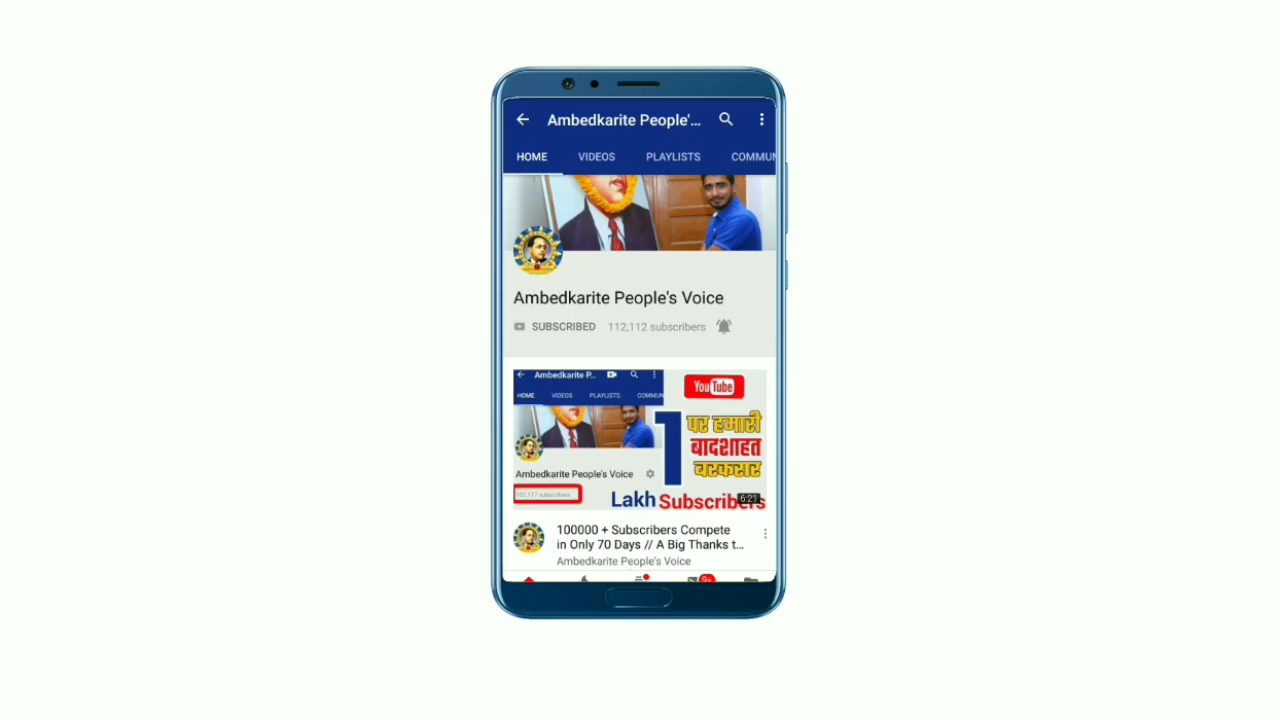 Ambedkarite People'...
HOME VIDEOS PLAYLISTS COMMUN
Ambedkarite People's Voice
SUBSCRIBED 112,112 subscribers
Ambedkarite P...
HOME VIDEOS PLAYLISTS COMMUN
YouTube
1 पर हमारी
बादशाहत
बरकरार
Ambedkarite People's Voice
subscribers
Lakh Subscribers
6:21
100000 + Subscribers Compete
in Only 70 Days // A Big Thanks t...
Ambedkarite People's Voice
9+